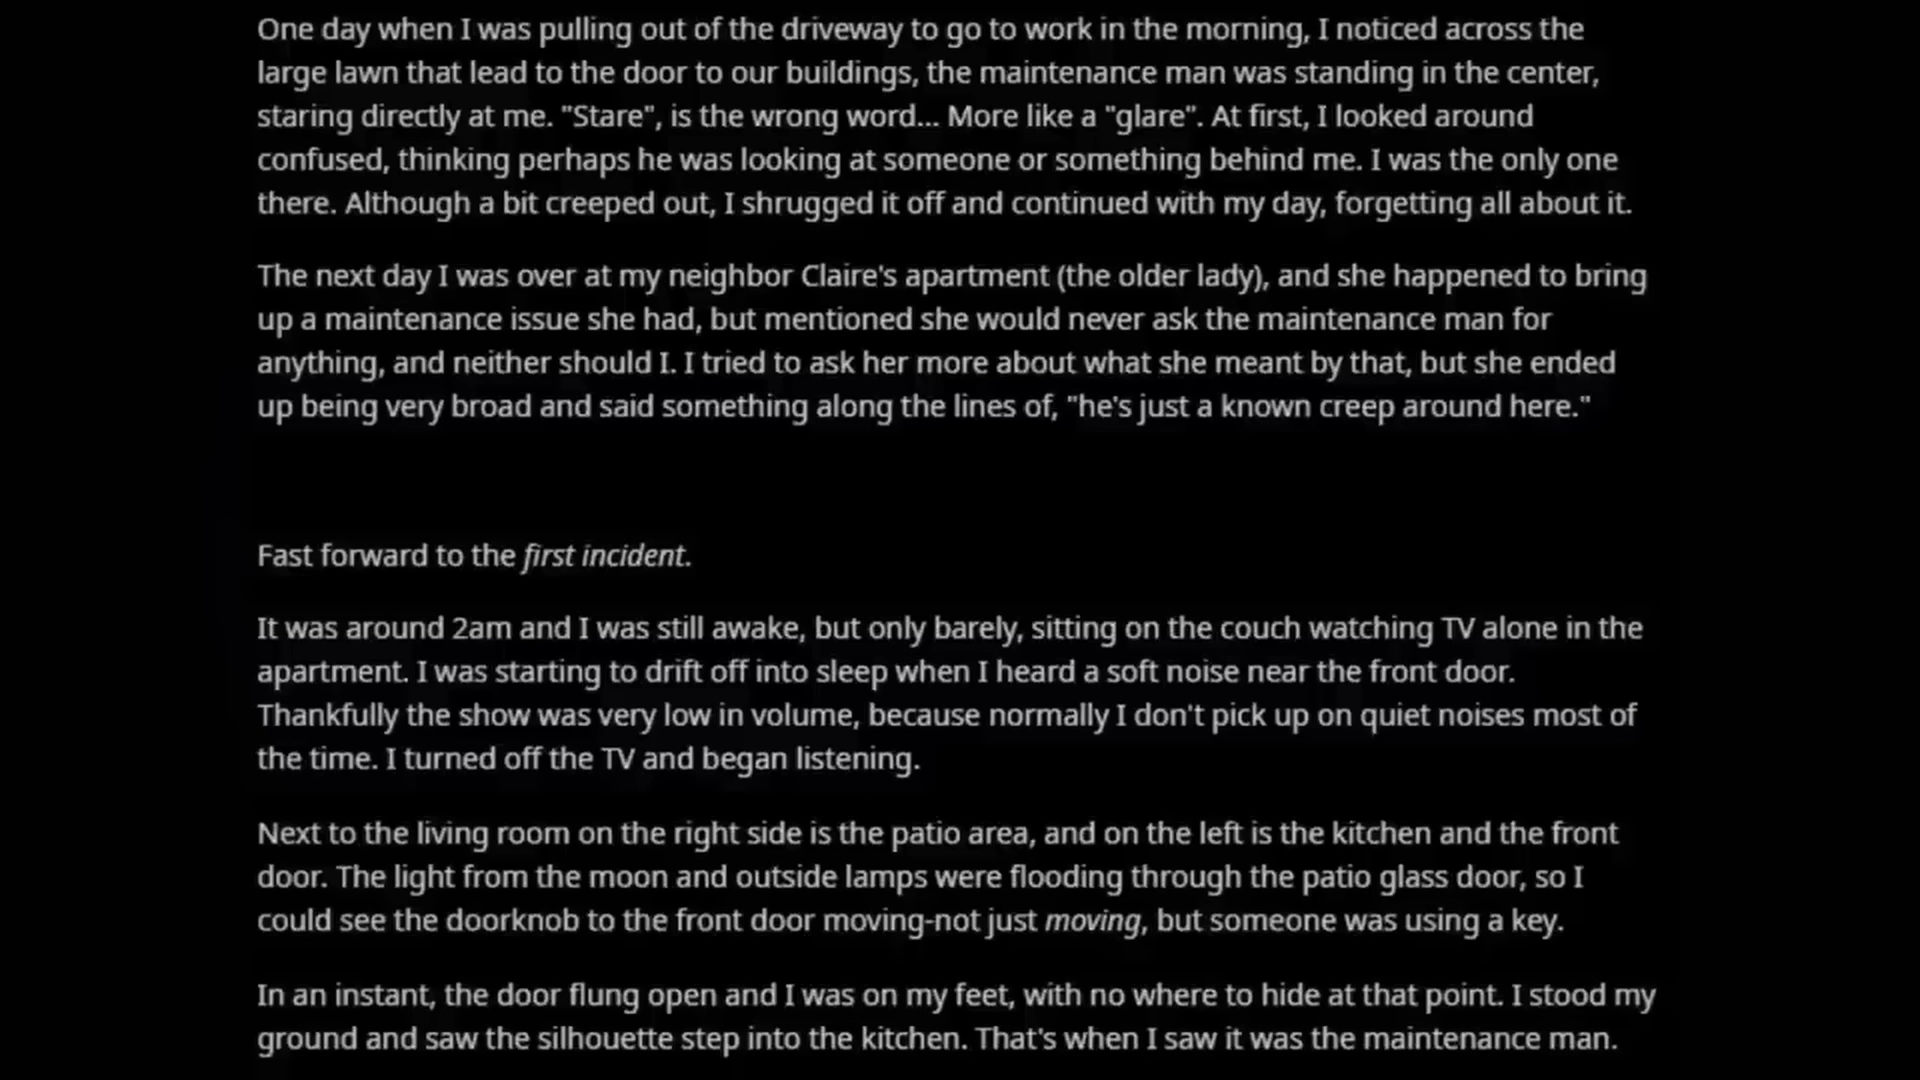 One day when I was pulling out of the driveway to go to work in the morning, I noticed across the
large lawn that lead to the door to our buildings, the maintenance man was standing in the center,
staring directly at me. "Stare", is the wrong word... More like a "glare". At first, I looked around
confused, thinking perhaps he was looking at someone or something behind me. I was the only one
there. Although a bit creeped out, I shrugged it off and continued with my day, forgetting all about it.
The next day I was over at my neighbor Claire's apartment (the older lady), and she happened to bring
up a maintenance issue she had, but mentioned she would never ask the maintenance man for
anything, and neither should I. I tried to ask her more about what she meant by that, but she ended
up being very broad and said something along the lines of, "he's just a known creep around here."
Fast forward to the first incident.
It was around 2am and I was still awake, but only barely, sitting on the couch watching TV alone in the
apartment. I was starting to drift off into sleep when I heard a soft noise near the front door.
Thankfully the show was very low in volume, because normally I don't pick up on quiet noises most of
the time. I turned off the TV and began listening.
Next to the living room on the right side is the patio area, and on the left is the kitchen and the front
door. The light from the moon and outside lamps were flooding through the patio glass door, so I
could see the doorknob to the front door moving-not just moving, but someone was using a key.
In an instant, the door flung open and I was on my feet, with no where to hide at that point. I stood my
ground and saw the silhouette step into the kitchen. That's when I saw it was the maintenance man.